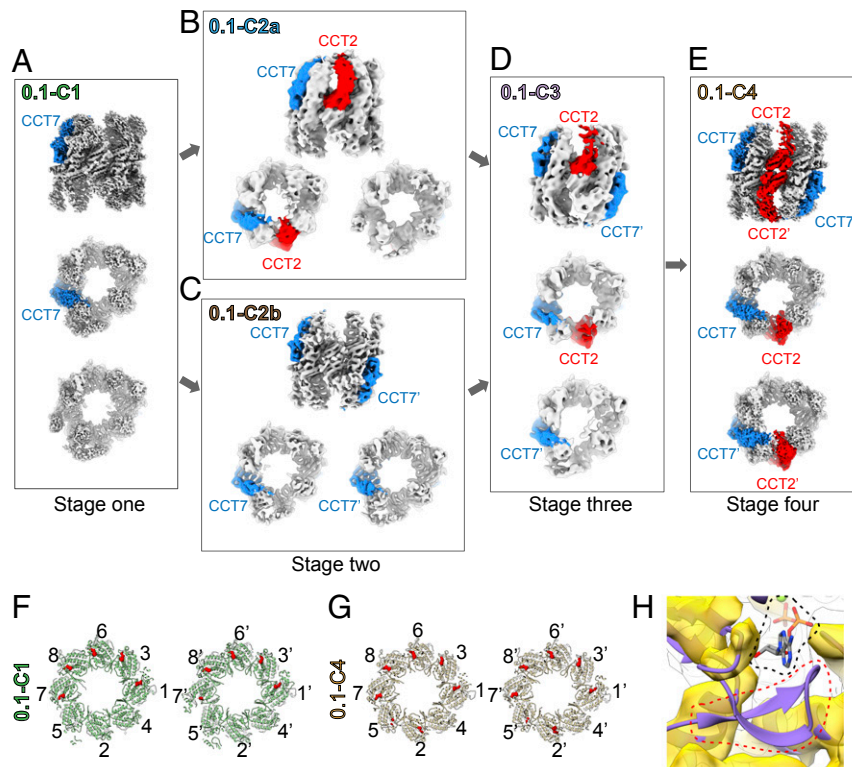 A
0.1-C1
CCT7
CCT7
Stage one
B
0.1-C2a
CCT2
CCT7
CCT7
CCT2
C
0.1-C2b
CCT7
CCT7'
CCT7
CCT7'
Stage two
D
0.1-C3
CCT7
CCT2
CCT7'
CCT7
CCT2
CCT7'
Stage three
E
0.1-C4
CCT2
CCT7
CCT7'
CCT2'
CCT7
CCT2
CCT7'
CCT2'
Stage four
F
0.1-C1
6
8
3
7
1
5
4
2
6'
8'
3'
7'
1'
5'
4'
2'
G
0.1-C4
6
8
3
7
1
5
4
2
6'
8'
3'
7'
1'
5'
4'
2'
H